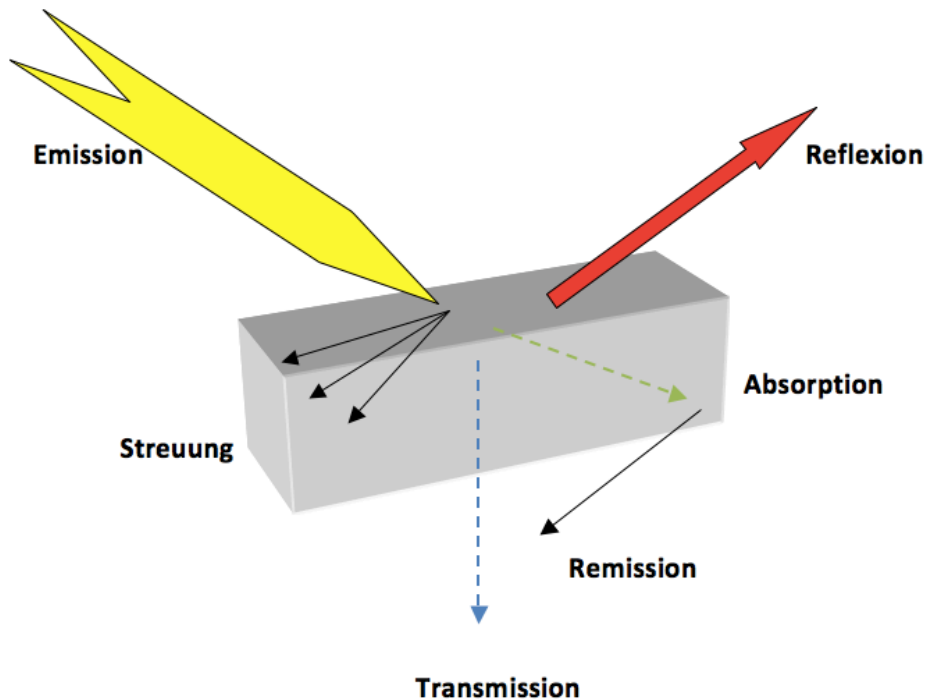 Emission
Reflexion
Absorption
Streuung
Remission
Transmission